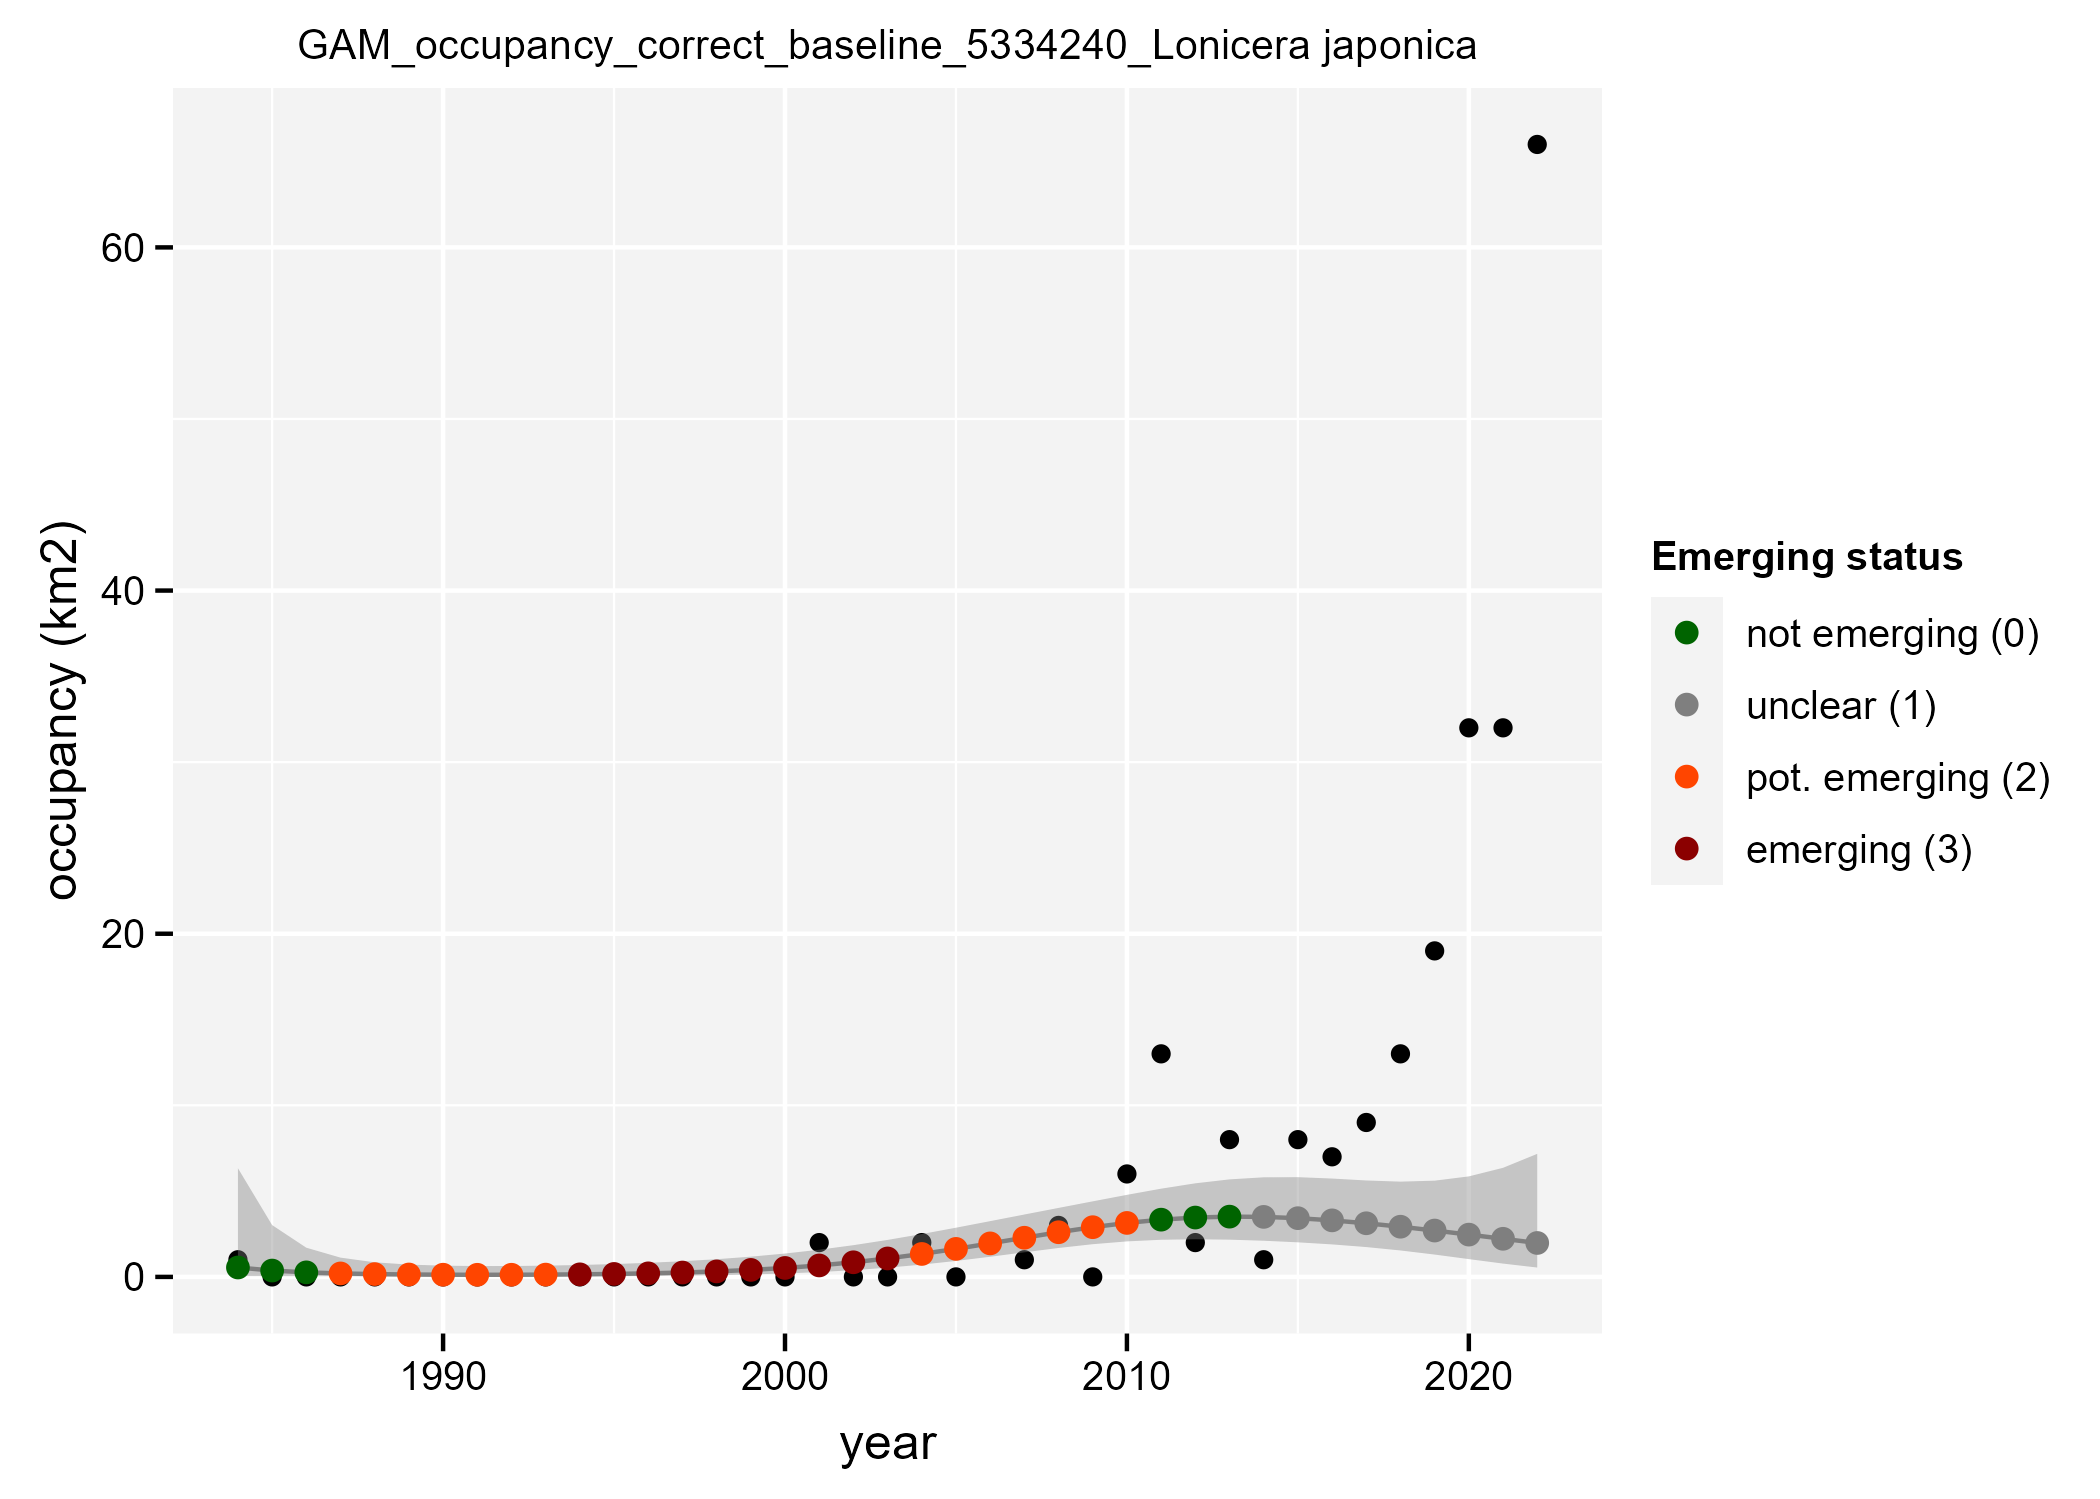 GAM_occupancy_correct_baseline_5334240_Lonicera japonica
occupancy (km2)
60
40
20
0
1990 2000 2010 2020
year
Emerging status
not emerging (0)
unclear (1)
pot. emerging (2)
emerging (3)